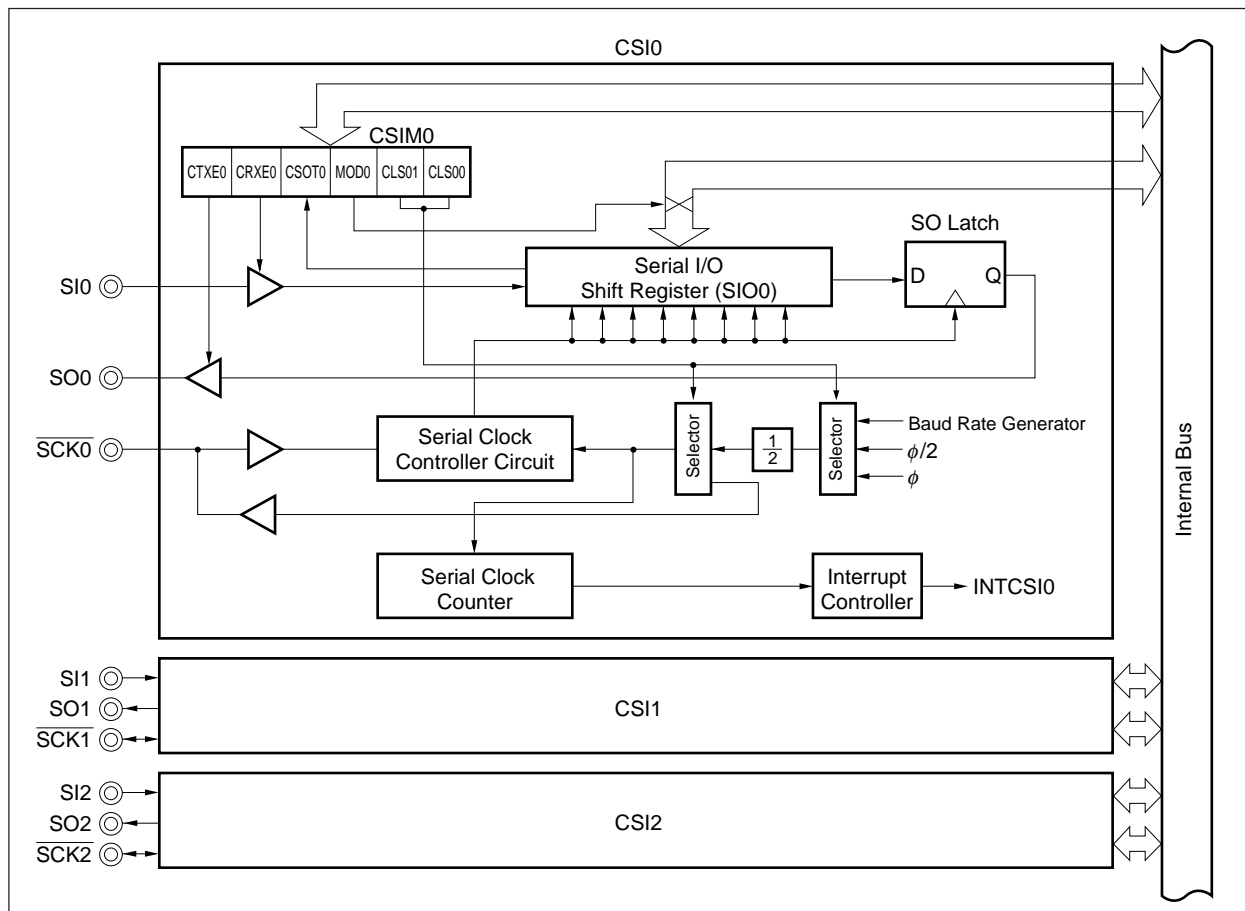 CSI0
CSIM0
CTXE0 CRXE0 CSOT0 MOD0 CLS01 CLS00
SO Latch
D Q
SI0
Serial I/O
Shift Register (SIO0)
SO0
SCK0
Serial Clock
Controller Circuit
Selector
1
2
Selector
Baud Rate Generator
ϕ/2
ϕ
Serial Clock
Counter
Interrupt
Controller
INTCSI0
Internal Bus
SI1
SO1
SCK1
CSI1
SI2
SO2
SCK2
CSI2